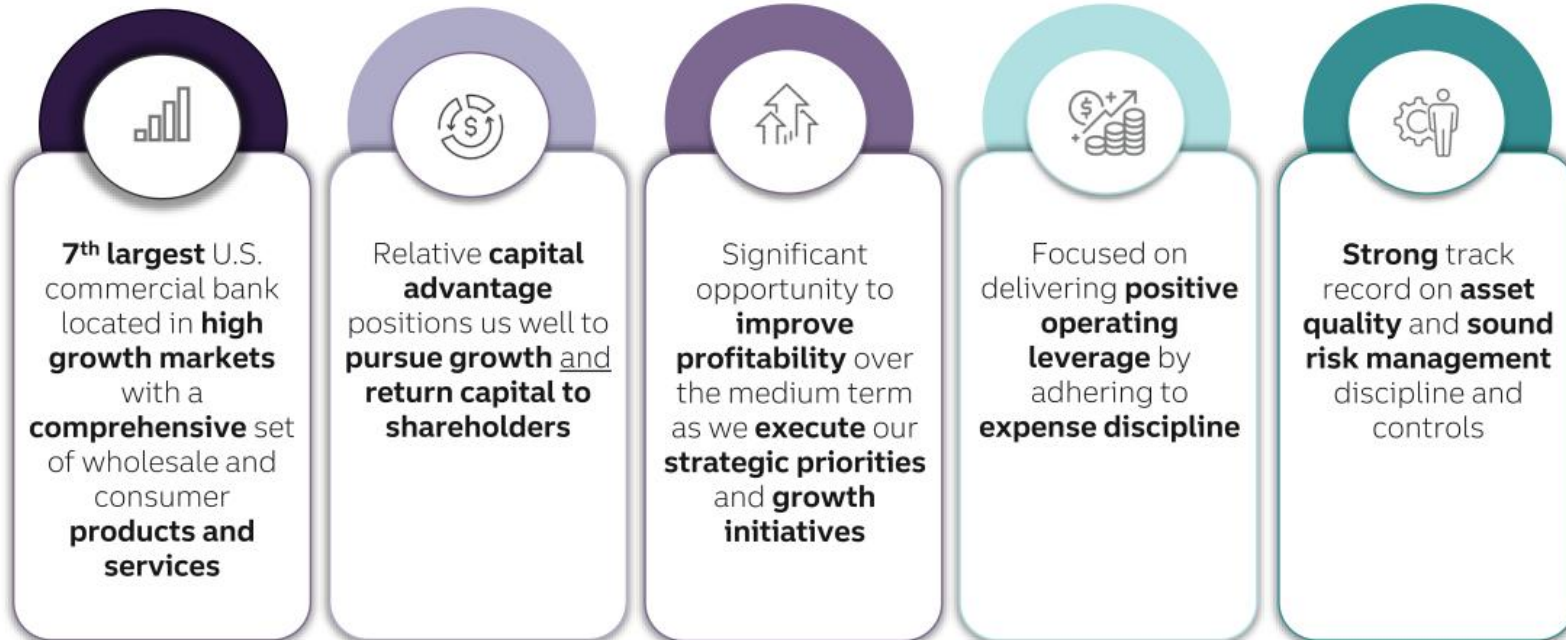 7th largest U.S.
commercial bank
located in high
growth markets
with a
comprehensive set
of wholesale and
consumer
products and
services
Relative capital
advantage
positions us well to
pursue growth and
return capital to
shareholders
Significant
opportunity to
improve
profitability over
the medium term
as we execute our
strategic priorities
and growth
initiatives
Focused on
delivering positive
operating
leverage by
adhering to
expense discipline
Strong track
record on asset
quality and sound
risk management
discipline and
controls